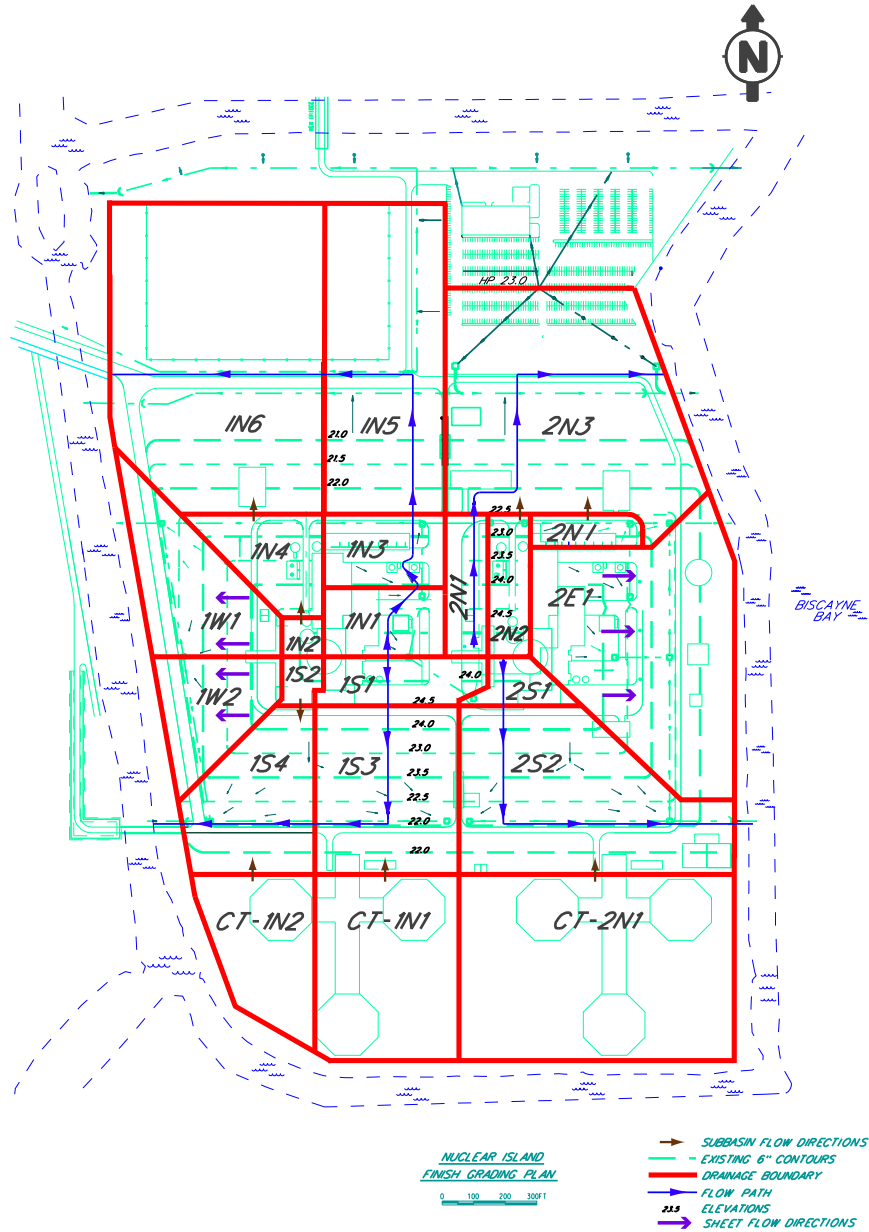 N
HP 23.0
1N6 1N5 2N3
21.0
21.5
22.0
22.5
23.0
23.5
24.0
24.5
1N4 1N3 2N1
1N1 2N1 2E1
1W1
1N2 2N2
BISCAYNE
BAY
1S2
1W2 1S1 24.0 2S1
24.5
24.0
23.0
1S4 1S3 2S2
23.5
22.5
22.0
22.0
CT-1N2 CT-1N1 CT-2N1
NUCLEAR ISLAND
FINISH GRADING PLAN
0 100 200 300FT
SUBBASIN FLOW DIRECTIONS
EXISTING 6" CONTOURS
DRAINAGE BOUNDARY
FLOW PATH
23.5 ELEVATIONS
SHEET FLOW DIRECTIONS